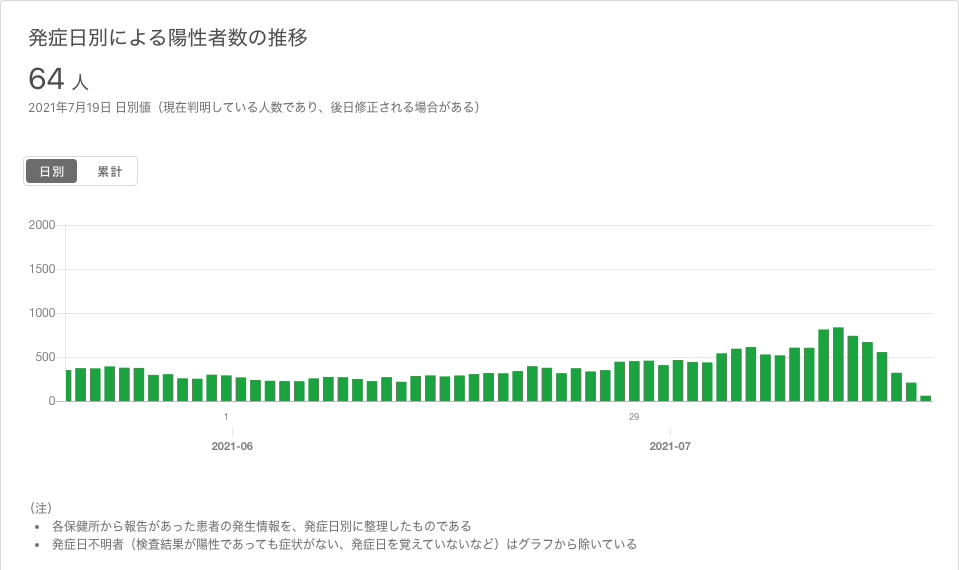 発症日別による陽性者数の推移
64 人
2021年7月19日 日別値（現在判明している人数であり、後日修正される場合がある）
日別 累計
2000
1500
1000
500
0
1 29
2021-06 2021-07
（注）
• 各保健所から報告があった患者の発生情報を、発症日別に整理したものである
• 発症日不明者（検査結果が陽性であっても症状がない、発症日を覚えていないなど）はグラフから除いている